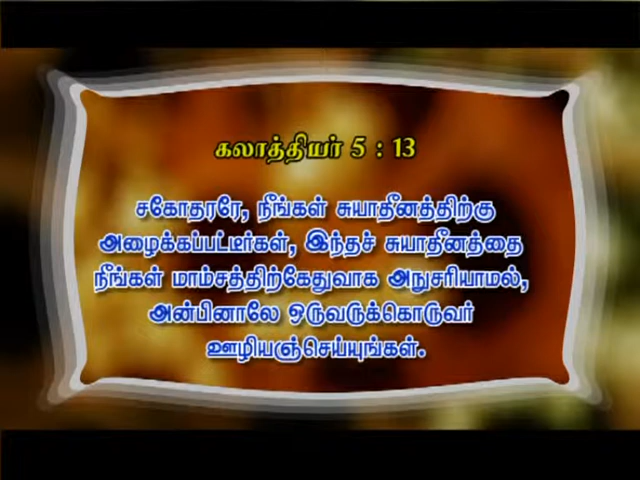 கலாத்தியர் 5 : 13
சகோதரரே, நீங்கள் சுயாதீனத்திற்கு
அழைக்கப்பட்டீர்கள், இந்தச் சுயாதீனத்தை
நீங்கள் மாம்சத்திற்கேதுவாக அநுசரியாமல்,
அன்பினாலே ஒருவடுக்கொருவர்
ஊழியஞ்செய்யுங்கள்.